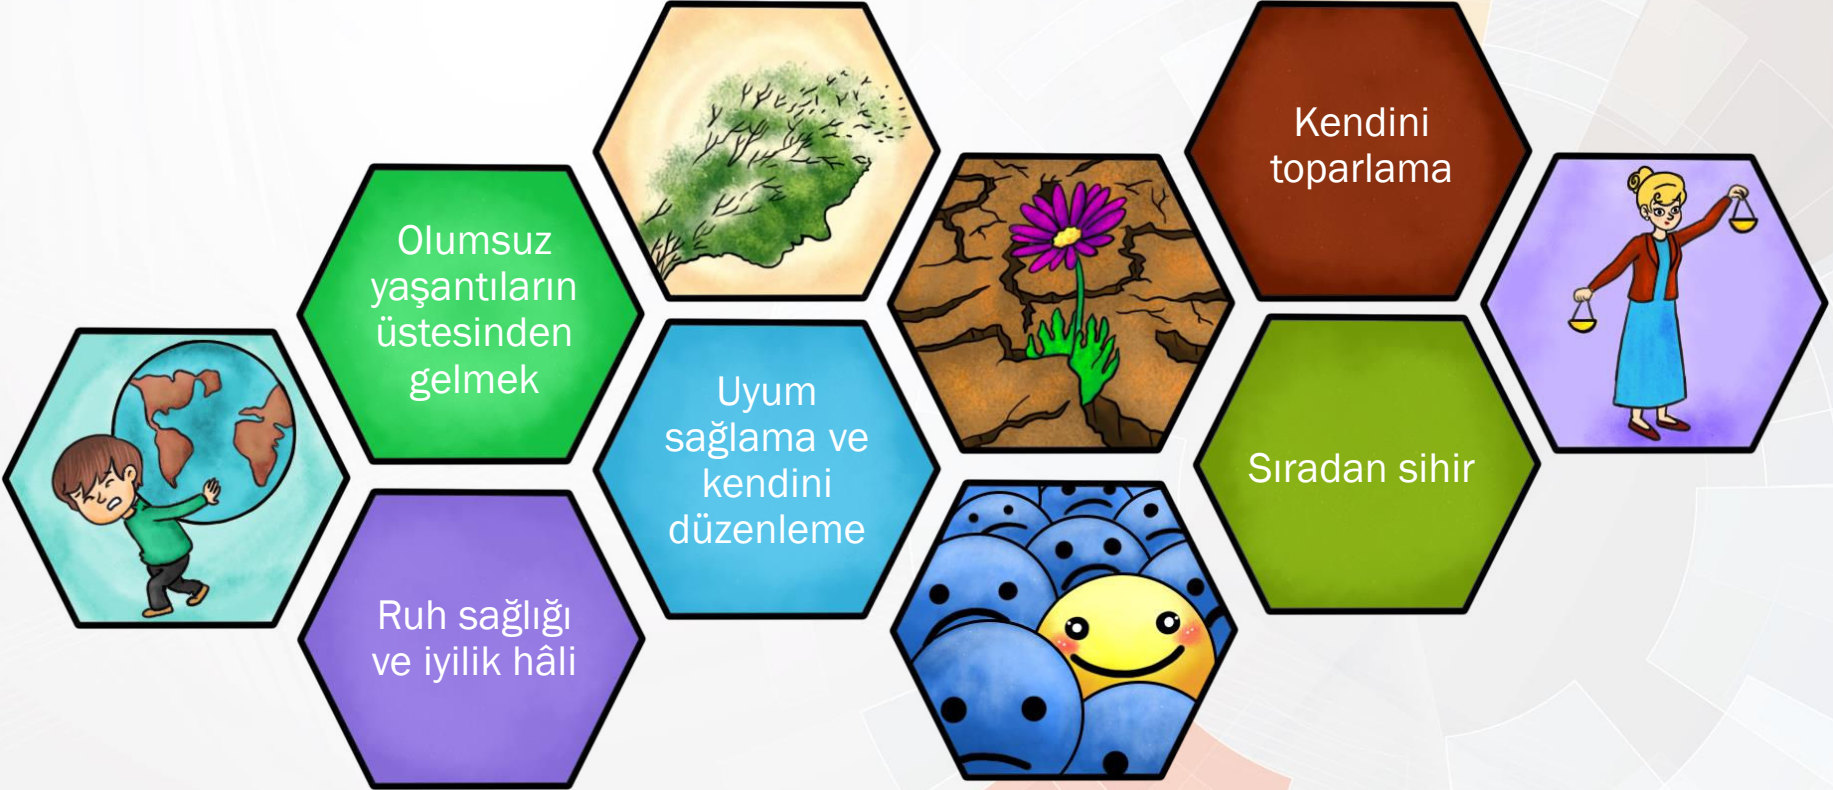 Olumsuz
yaşantıların
üstesinden
gelmek
Ruh sağlığı
ve iyilik hâli
Uyum
sağlama ve
kendini
düzenleme
Kendini
toparlama
Sıradan sihir